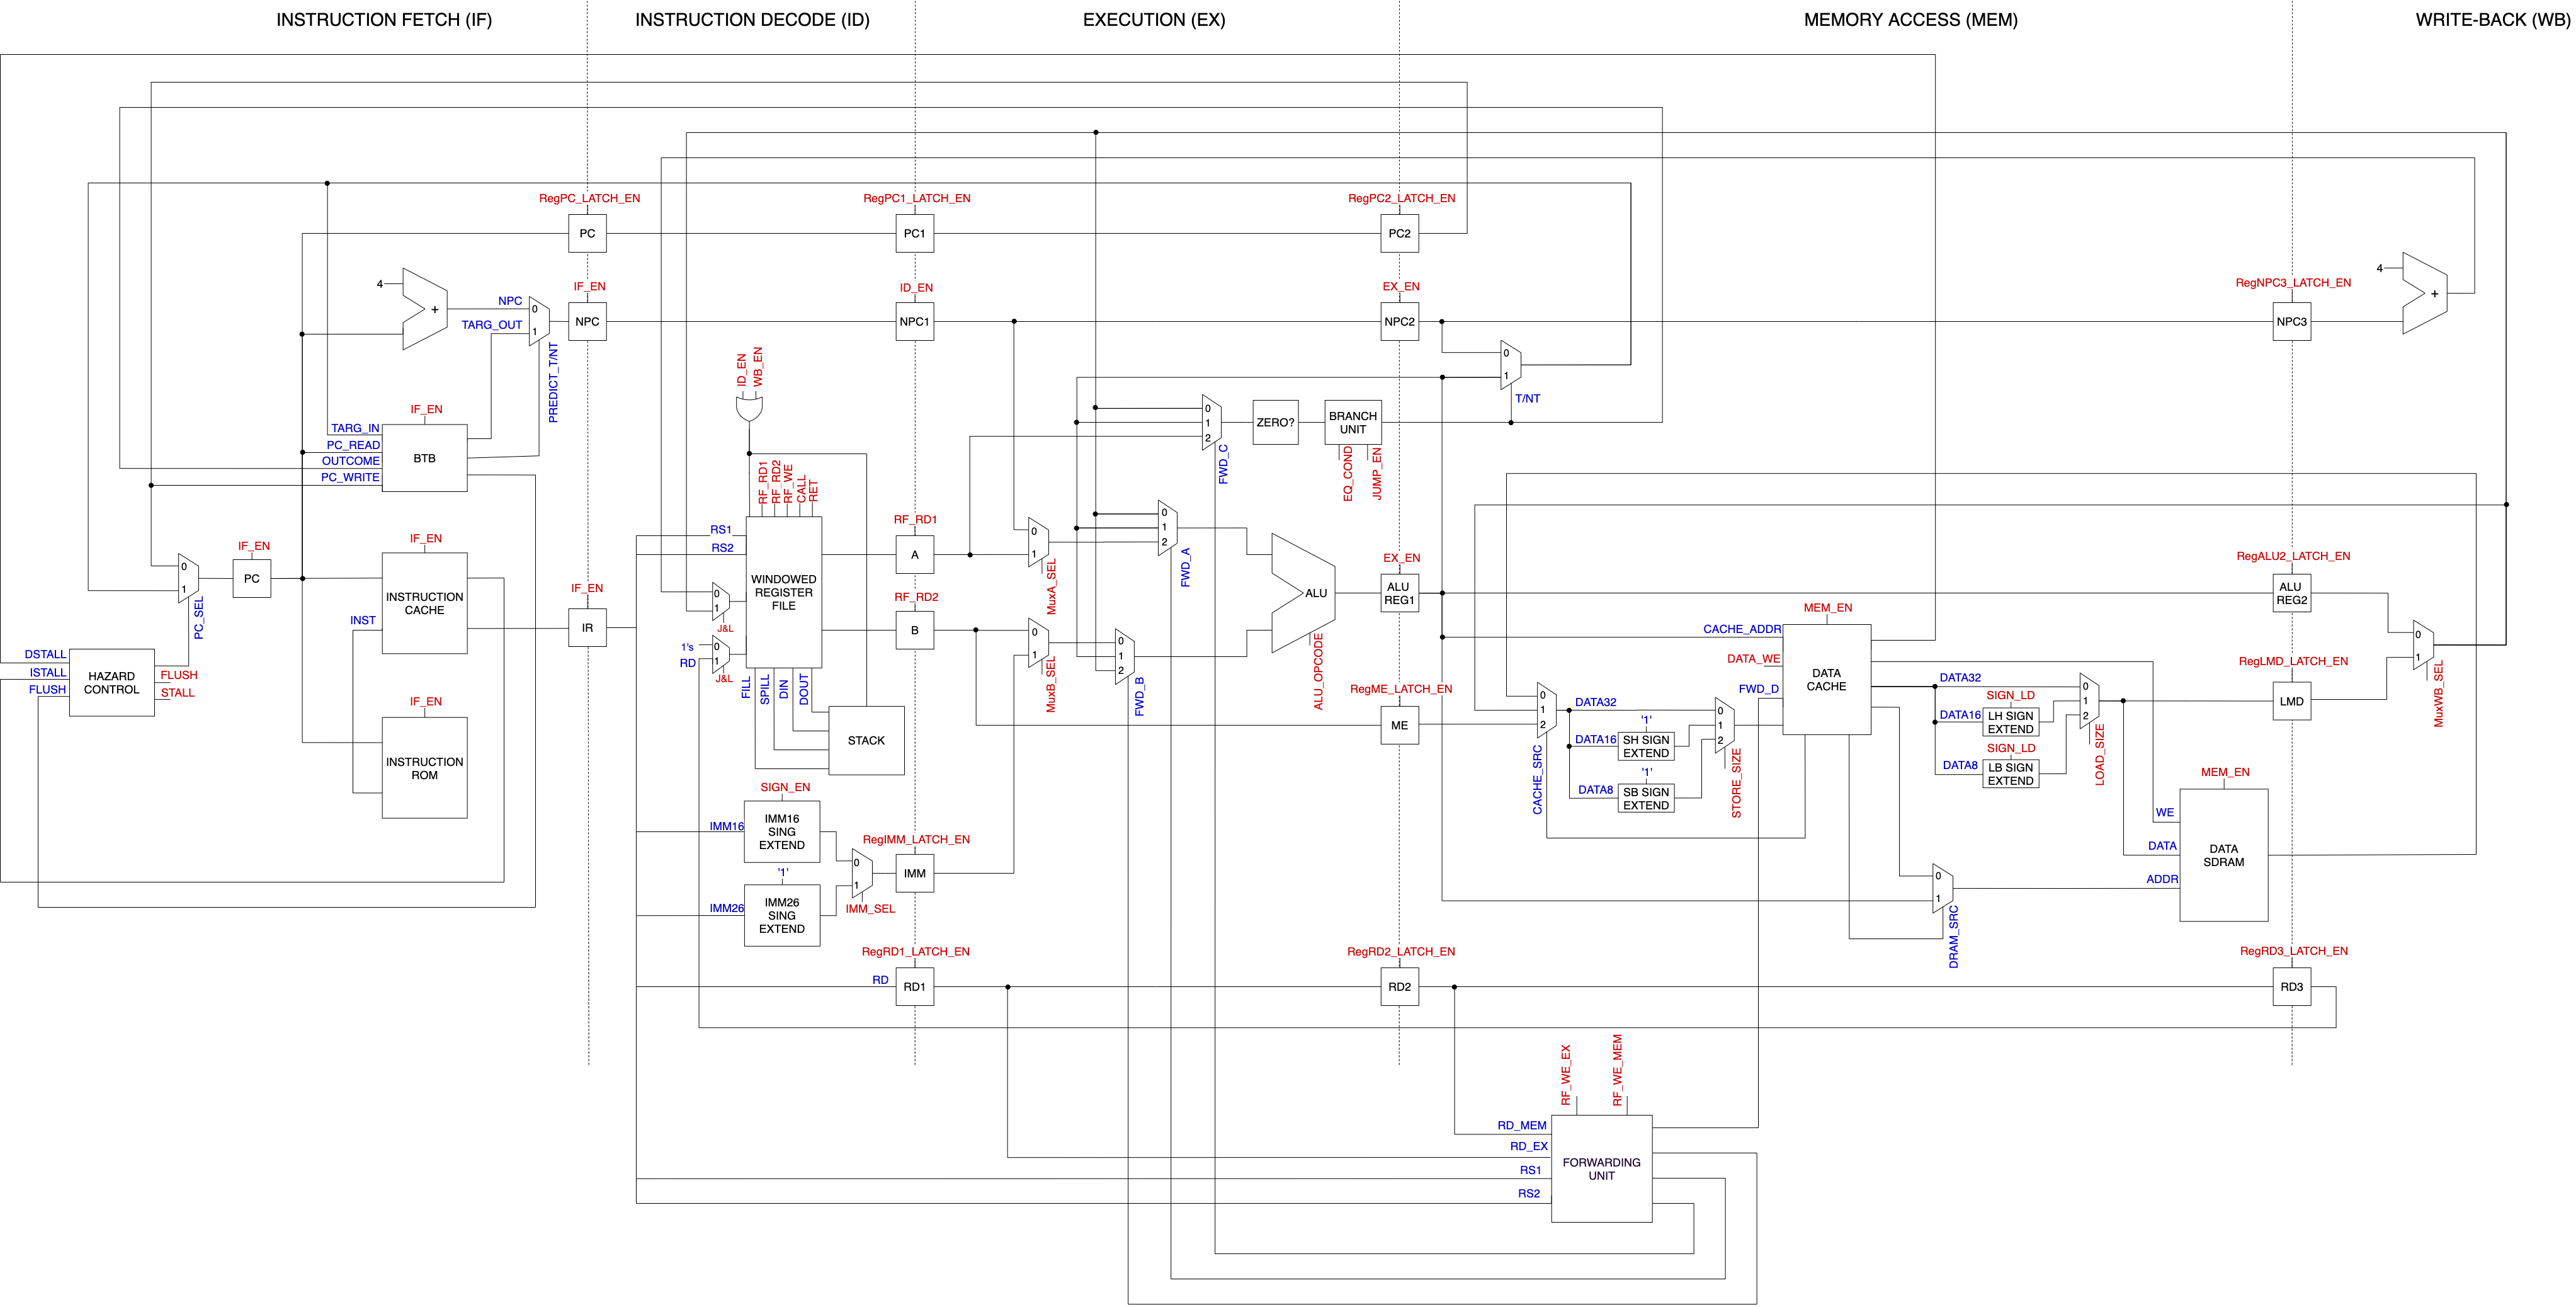 INSTRUCTION FETCH (IF)
INSTRUCTION DECODE (ID)
EXECUTION (EX)
MEMORY ACCESS (MEM)
WRITE-BACK (WB)
RegPC_LATCH_EN
PC
RegPC1_LATCH_EN
PC1
RegPC2_LATCH_EN
PC2
4
+
NPC
TARG_OUT
0
1
PREDICT_T/NT
IF_EN
NPC
ID_EN
NPC1
EX_EN
NPC2
RegNPC3_LATCH_EN
NPC3
4
+
0
1
T/NT
IF_EN
TARG_IN
PC_READ
OUTCOME
PC_WRITE
BTB
0
1
PC_SEL
IF_EN
PC
IF_EN
INSTRUCTION
CACHE
INST
IF_EN
INSTRUCTION
ROM
DSTALL
ISTALL
FLUSH
HAZARD
CONTROL
FLUSH
STALL
IF_EN
IR
ID_EN
WB_EN
RF_RD1
RF_RD2
RF_WE
CALL
RET
RS1
RS2
WINDOWED
REGISTER
FILE
0
1
J&L
1's
RD
0
1
J&L
FILL
SPILL
DIN
DOUT
STACK
SIGN_EN
IMM16
IMM16
SING
EXTEND
'1'
IMM26
IMM26
SING
EXTEND
0
1
IMM_SEL
RegIMM_LATCH_EN
IMM
RF_RD1
A
RF_RD2
B
RegRD1_LATCH_EN
RD
RD1
0
1
MuxA_SEL
0
1
MuxB_SEL
0
1
2
FWD_C
0
1
2
FWD_A
0
1
2
FWD_B
ZERO?
BRANCH
UNIT
EQ_COND
JUMP_EN
ALU
ALU_OPCODE
EX_EN
ALU
REG1
RegME_LATCH_EN
ME
RegRD2_LATCH_EN
RD2
0
1
2
CACHE_SRC
DATA32
DATA16
DATA8
'1'
SH SIGN
EXTEND
'1'
SB SIGN
EXTEND
0
1
2
STORE_SIZE
MEM_EN
CACHE_ADDR
DATA_WE
FWD_D
DATA
CACHE
DATA32
DATA16
DATA8
SIGN_LD
LH SIGN
EXTEND
SIGN_LD
LB SIGN
EXTEND
0
1
2
LOAD_SIZE
0
1
DRAM_SRC
MEM_EN
WE
DATA
ADDR
DATA
SDRAM
RegALU2_LATCH_EN
ALU
REG2
RegLMD_LATCH_EN
LMD
0
1
MuxWB_SEL
RegRD3_LATCH_EN
RD3
RF_WE_EX
RF_WE_MEM
RD_MEM
RD_EX
RS1
RS2
FORWARDING
UNIT